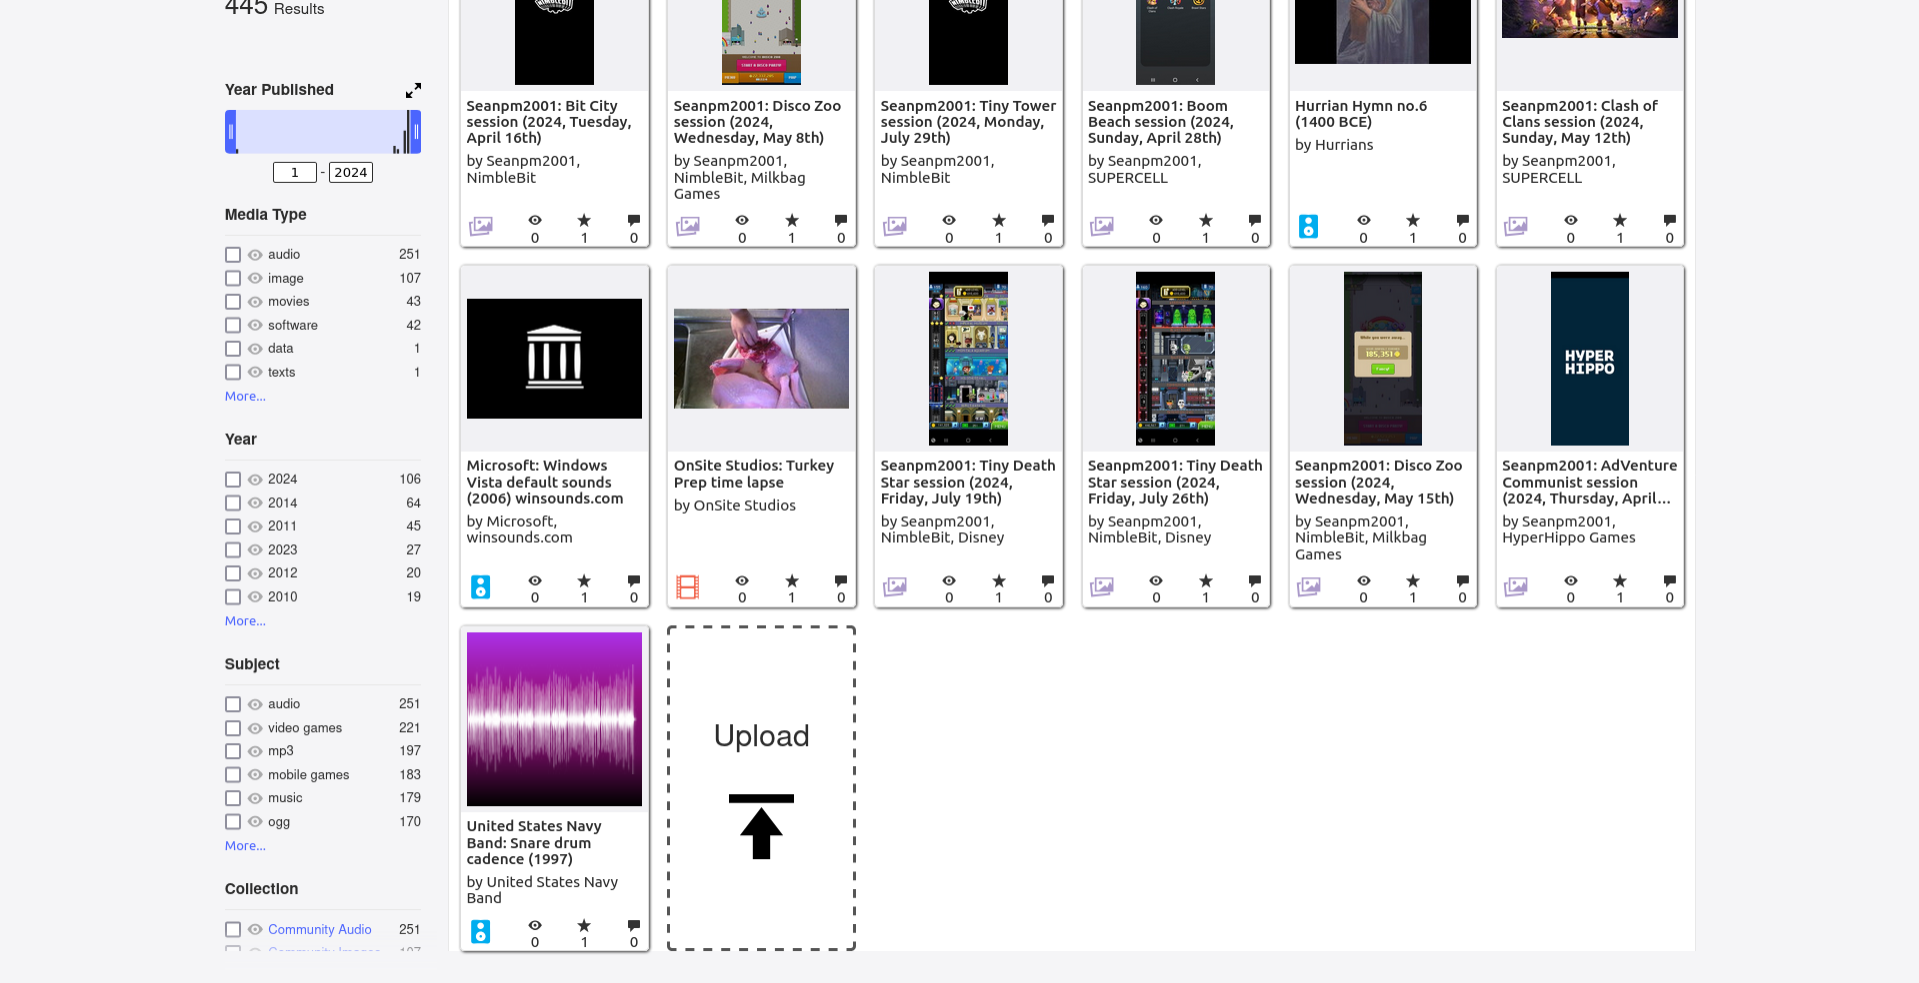 445 Results
Year Published
1 - 2024
Media Type
audio 251
image 107
movies 43
software 42
data 1
texts 1
More...
Year
2024 106
2014 64
2011 45
2023 27
2012 20
2010 19
More...
Subject
audio 251
video games 221
mp3 197
mobile games 183
music 179
ogg 170
More...
Collection
Community Audio 251
Community Images 107
Seanpm2001: Bit City
session (2024, Tuesday,
April 16th)
by Seanpm2001,
NimbleBit
0 1 0
Seanpm2001: Disco Zoo
session (2024,
Wednesday, May 8th)
by Seanpm2001,
NimbleBit, Milkbag
Games
0 1 0
Seanpm2001: Tiny Tower
session (2024, Monday,
July 29th)
by Seanpm2001,
NimbleBit
0 1 0
Seanpm2001: Boom
Beach session (2024,
Sunday, April 28th)
by Seanpm2001,
SUPERCELL
0 1 0
Hurrian Hymn no.6
(1400 BCE)
by Hurrians
0 1 0
Seanpm2001: Clash of
Clans session (2024,
Sunday, May 12th)
by Seanpm2001,
SUPERCELL
0 1 0
Microsoft: Windows
Vista default sounds
(2006) winsounds.com
by Microsoft,
winsounds.com
0 1 0
OnSite Studios: Turkey
Prep time lapse
by OnSite Studios
0 1 0
Seanpm2001: Tiny Death
Star session (2024,
Friday, July 19th)
by Seanpm2001,
NimbleBit, Disney
0 1 0
Seanpm2001: Tiny Death
Star session (2024,
Friday, July 26th)
by Seanpm2001,
NimbleBit, Disney
0 1 0
While you were away,
185,351
Seanpm2001: Disco Zoo
session (2024,
Wednesday, May 15th)
by Seanpm2001,
NimbleBit, Milkbag
Games
0 1 0
HYPER
HIPPO
Seanpm2001: AdVenture
Communist session
(2024, Thursday, April...
by Seanpm2001,
HyperHippo Games
0 1 0
United States Navy
Band: Snare drum
cadence (1997)
by United States Navy
Band
0 1 0
Upload